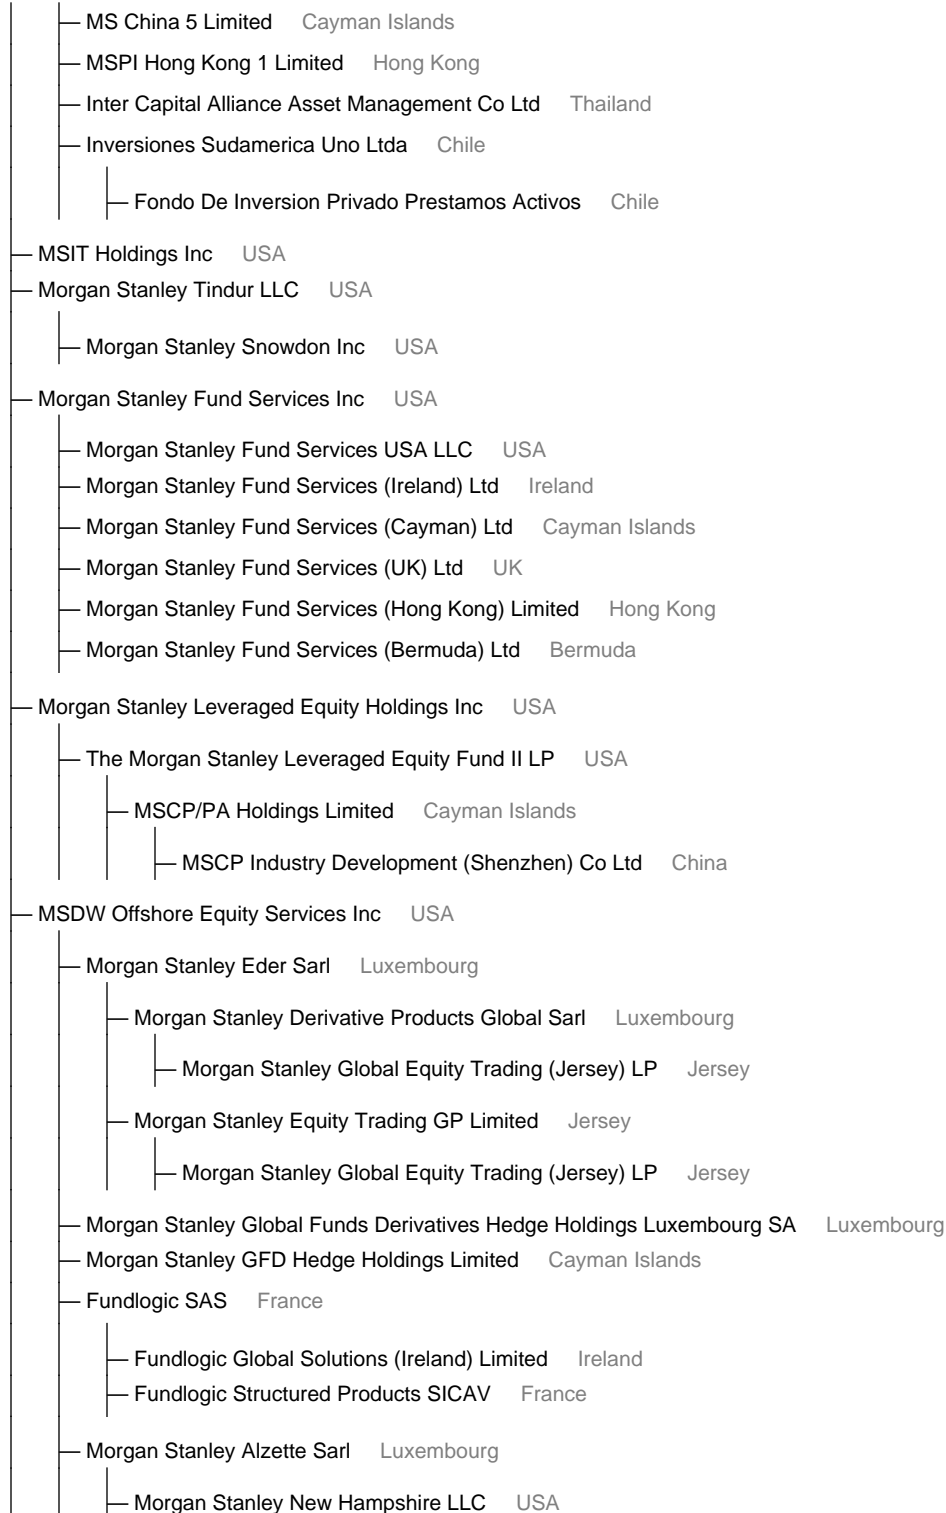 MS China 5 Limited Cayman Islands
MSPI Hong Kong 1 Limited Hong Kong
Inter Capital Alliance Asset Management Co Ltd Thailand
Inversiones Sudamerica Uno Ltda Chile
Fondo De Inversion Privado Prestamos Activos Chile
MSIT Holdings Inc USA
Morgan Stanley Tindur LLC USA
Morgan Stanley Snowdon Inc USA
Morgan Stanley Fund Services Inc USA
Morgan Stanley Fund Services USA LLC USA
Morgan Stanley Fund Services (Ireland) Ltd Ireland
Morgan Stanley Fund Services (Cayman) Ltd Cayman Islands
Morgan Stanley Fund Services (UK) Ltd UK
Morgan Stanley Fund Services (Hong Kong) Limited Hong Kong
Morgan Stanley Fund Services (Bermuda) Ltd Bermuda
Morgan Stanley Leveraged Equity Holdings Inc USA
The Morgan Stanley Leveraged Equity Fund II LP USA
MSCP/PA Holdings Limited Cayman Islands
MSCP Industry Development (Shenzhen) Co Ltd China
MSDW Offshore Equity Services Inc USA
Morgan Stanley Eder Sarl Luxembourg
Morgan Stanley Derivative Products Global Sarl Luxembourg
Morgan Stanley Global Equity Trading (Jersey) LP Jersey
Morgan Stanley Equity Trading GP Limited Jersey
Morgan Stanley Global Equity Trading (Jersey) LP Jersey
Morgan Stanley Global Funds Derivatives Hedge Holdings Luxembourg SA Luxembourg
Morgan Stanley GFD Hedge Holdings Limited Cayman Islands
Fundlogic SAS France
Fundlogic Global Solutions (Ireland) Limited Ireland
Fundlogic Structured Products SICAV France
Morgan Stanley Alzette Sarl Luxembourg
Morgan Stanley New Hampshire LLC USA